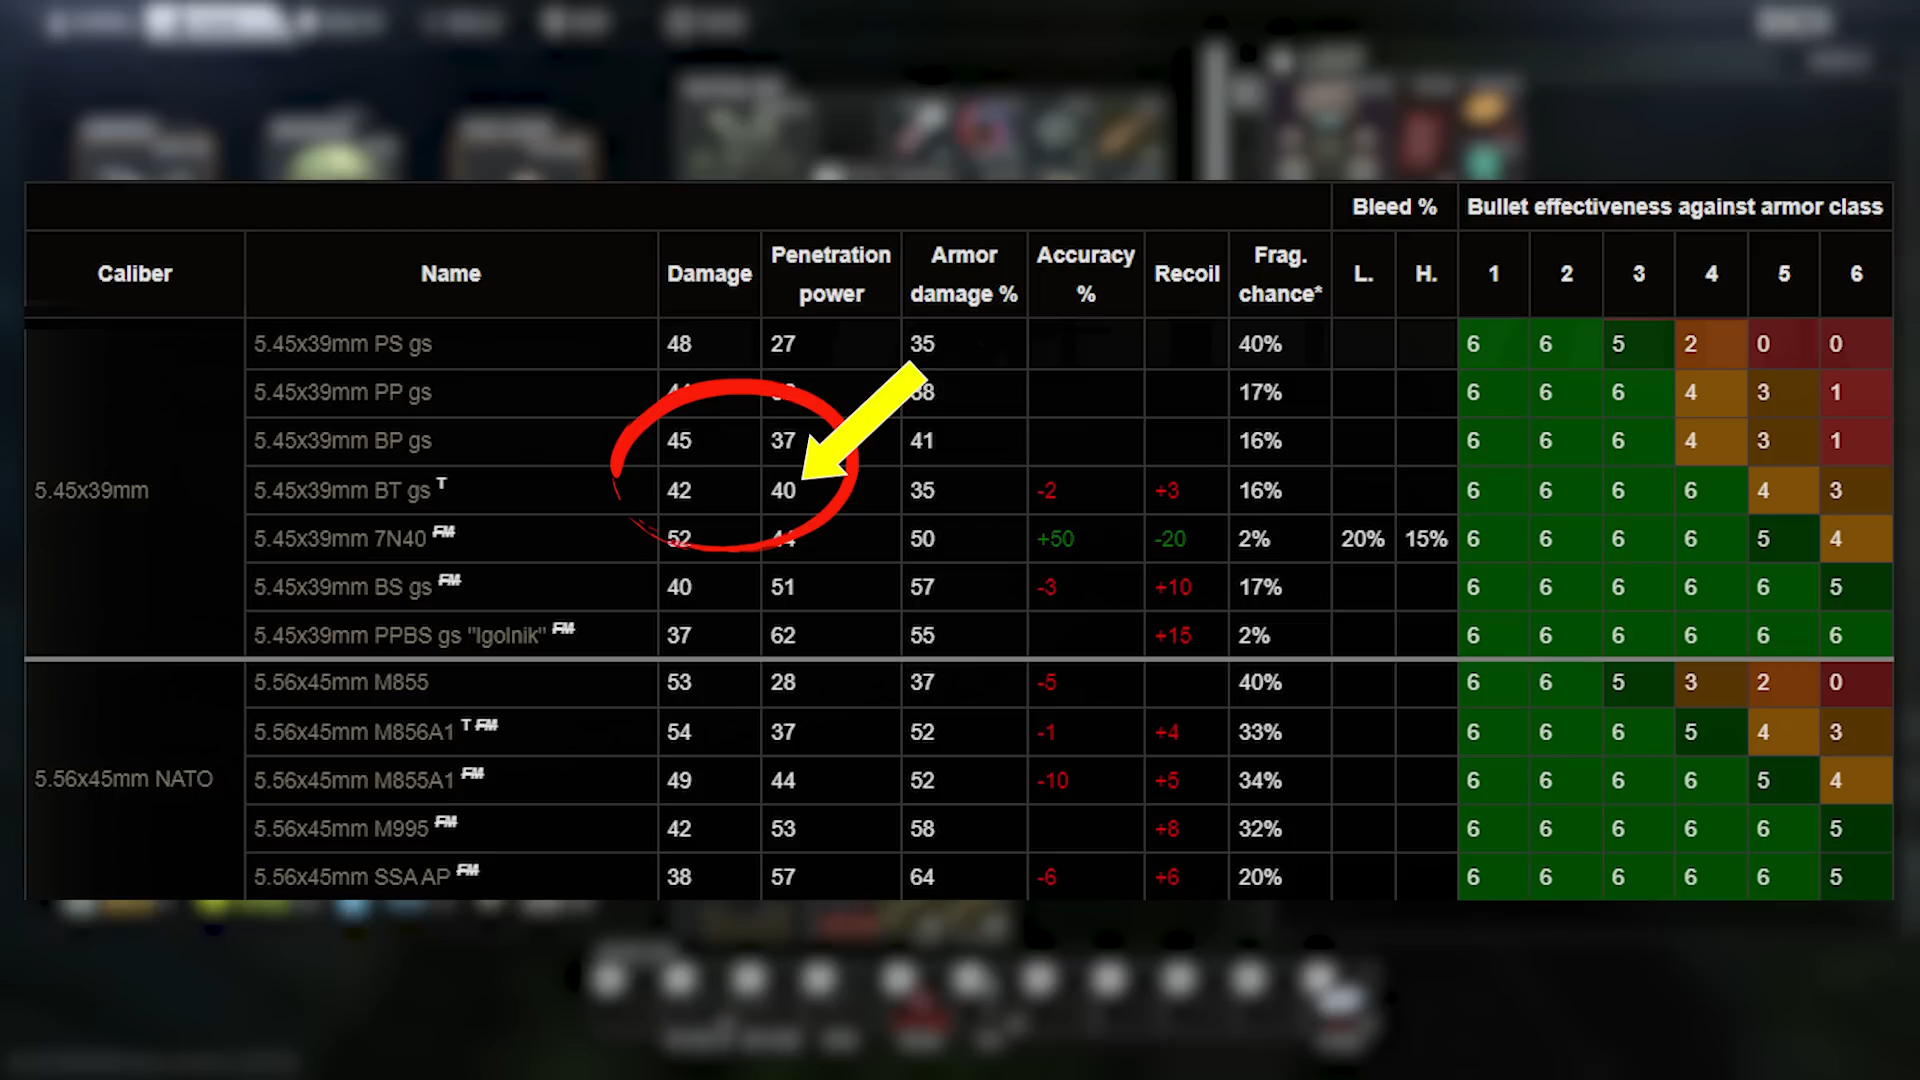 Bleed % Bullet effectiveness against armor class
Caliber Name Damage Penetration power Armor damage % Accuracy % Recoil Frag. chance* L. H. 1 2 3 4 5 6
5.45x39mm
5.45x39mm PS gs 48 27 35 40% 6 6 5 2 0 0
5.45x39mm PP gs 17% 6 6 6 4 3 1
5.45x39mm BP gs 45 37 41 16% 6 6 6 4 3 1
5.45x39mm BT gs T 42 40 35 -2 +3 16% 6 6 6 6 4 3
5.45x39mm 7N40 FM 52 44 50 +50 -20 2% 20% 15% 6 6 6 6 5 4
5.45x39mm BS gs FM 40 51 57 -3 +10 17% 6 6 6 6 6 5
5.45x39mm PPBS gs "Igolnik" FM 37 62 55 +15 2% 6 6 6 6 6 6
5.56x45mm NATO
5.56x45mm M855 53 28 37 -5 40% 6 6 5 3 2 0
5.56x45mm M856A1 T FM 54 37 52 -1 +4 33% 6 6 6 5 4 3
5.56x45mm M855A1 FM 49 44 52 -10 +5 34% 6 6 6 6 5 4
5.56x45mm M995 FM 42 53 58 +8 32% 6 6 6 6 6 5
5.56x45mm SSA AP FM 38 57 64 -6 +6 20% 6 6 6 6 6 5